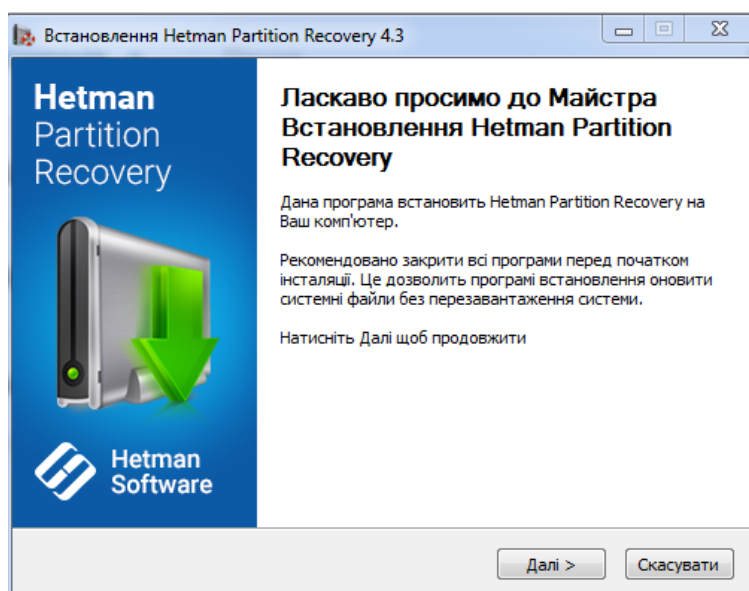 Встановлення Hetman Partition Recovery 4.3
Hetman
Partition
Recovery
Hetman
Software
Ласкаво просимо до Майстра
Встановлення Hetman Partition
Recovery
Дана програма встановить Hetman Partition Recovery на
Ваш комп'ютер.
Рекомендовано закрити всі програми перед початком
інсталяції. Це дозволить програмі встановлення оновити
системні файли без перезавантаження системи.
Натисніть Далі щоб продовжити
Далі >
Скасувати